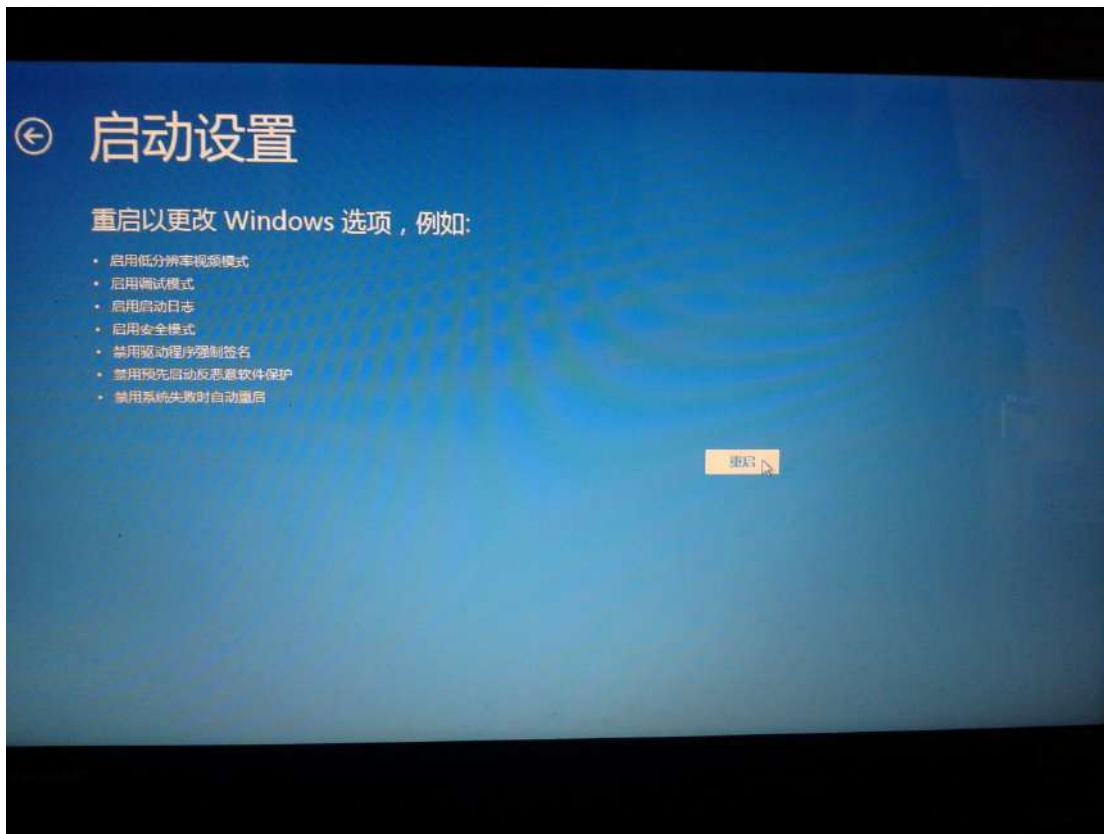 启动设置
重启以更改 Windows 选项，例如:
• 启用低分辨率视频模式
• 启用调试模式
• 启用启动日志
• 启用安全模式
• 禁用驱动程序强制签名
• 禁用预先启动反恶意软件保护
• 禁用系统失败时自动重启
重启